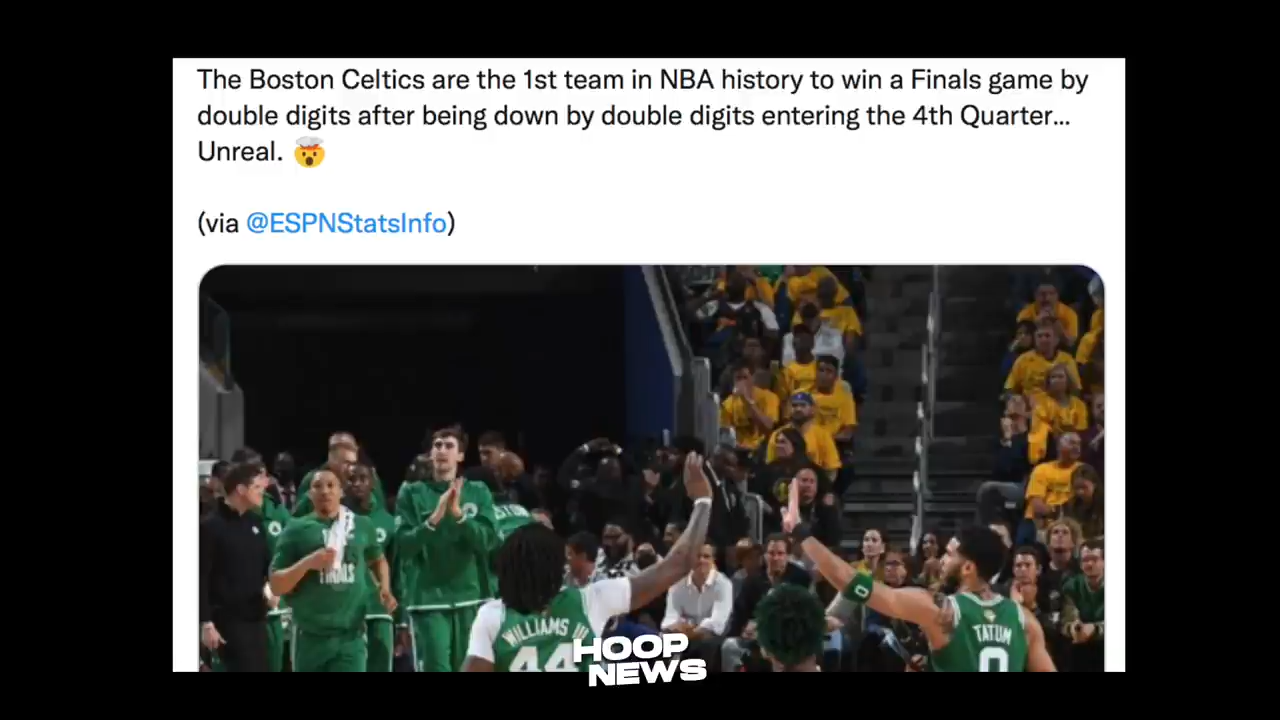 The Boston Celtics are the 1st team in NBA history to win a Finals game by
double digits after being down by double digits entering the 4th Quarter...
Unreal. 🤯
(via @ESPNStatsInfo)
FINALS
WILLIAMS III
44
TATUM
0
0
HOOP
NEWS